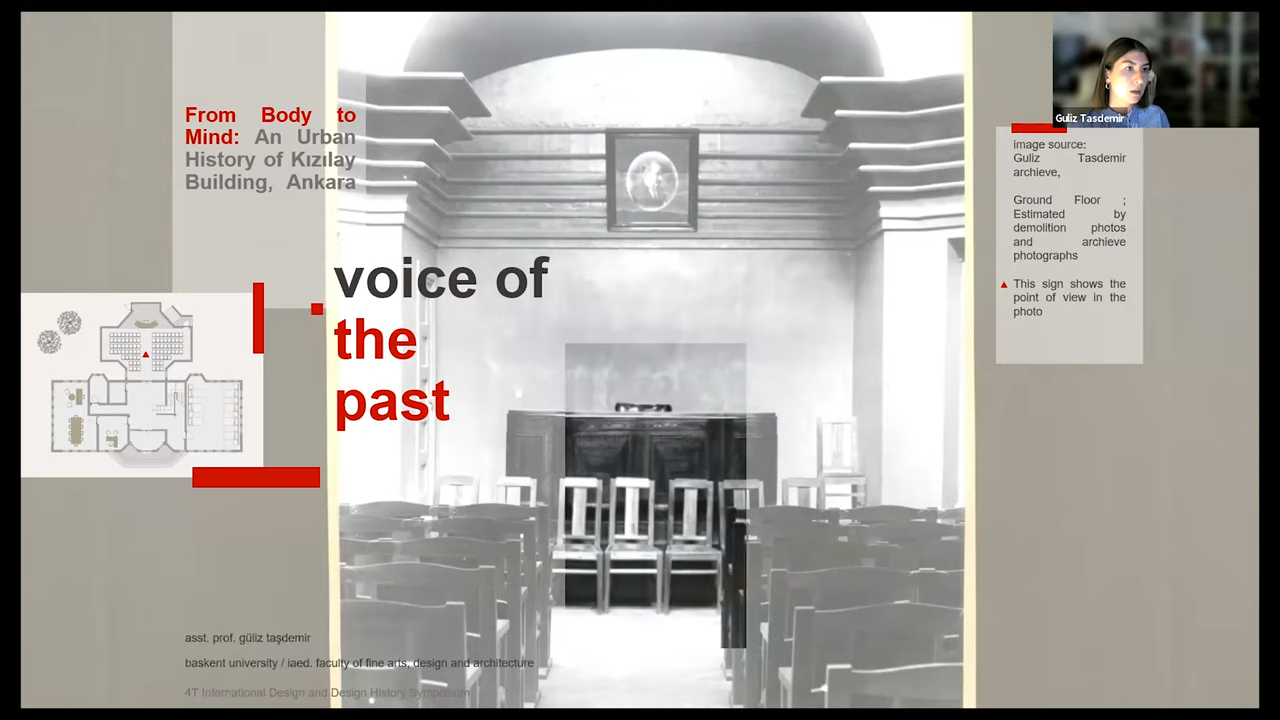 From Body to
Mind: An Urban
History of Kızılay
Building, Ankara
voice of
the
past
asst. prof. güliz taşdemir
baskent university / iaed. faculty of fine arts, design and architecture
4T International Design and Design History Symposium
Guliz Tasdemir
image source:
Guliz Tasdemir
archieve,
Ground Floor ;
Estimated by
demolition photos
and archieve
photographs
This sign shows the
point of view in the
photo